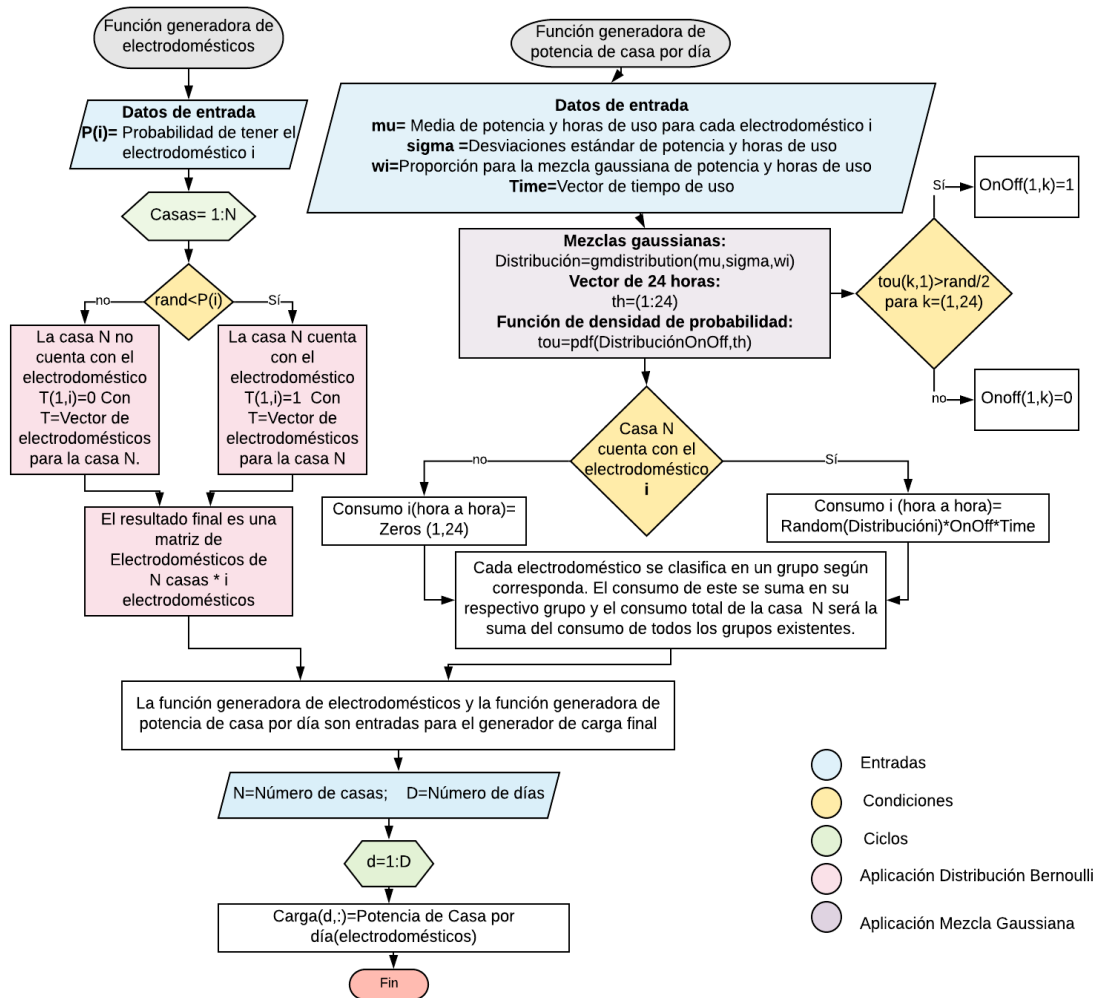 Función generadora de
electrodomésticos
Datos de entrada
P(i)= Probabilidad de tener el
electrodoméstico i
Casas= 1:N
rand<P(i)
no
Sí
La casa N no
cuenta con el
electrodoméstico
T(1,i)=0 Con
T=Vector de
electrodomésticos
para la casa N.
La casa N cuenta
con el
electrodoméstico
T(1,i)=1 Con
T=Vector de
electrodomésticos
para la casa N
El resultado final es una
matriz de
Electrodomésticos de
N casas * i
electrodomésticos
Función generadora de
potencia de casa por día
Datos de entrada
mu= Media de potencia y horas de uso para cada electrodoméstico i
sigma =Desviaciones estándar de potencia y horas de uso
wi=Proporción para la mezcla gaussiana de potencia y horas de uso
Time=Vector de tiempo de uso
Mezclas gaussianas:
Distribución=gmdistribution(mu,sigma,wi)
Vector de 24 horas:
th=(1:24)
Función de densidad de probabilidad:
tou=pdf(DistribuciónOnOff,th)
tou(k,1)>rand/2
para k=(1,24)
Sí
OnOff(1,k)=1
no
Onoff(1,k)=0
Casa N
cuenta con el
electrodoméstico
i
no
Sí
Consumo i(hora a hora)=
Zeros (1,24)
Consumo i (hora a hora)=
Random(Distribucióni)*OnOff*Time
Cada electrodoméstico se clasifica en un grupo según
corresponda. El consumo de este se suma en su
respectivo grupo y el consumo total de la casa N será la
suma del consumo de todos los grupos existentes.
La función generadora de electrodomésticos y la función generadora de
potencia de casa por día son entradas para el generador de carga final
N=Número de casas; D=Número de días
d=1:D
Carga(d,:)=Potencia de Casa por
día(electrodomésticos)
Fin
Entradas
Condiciones
Ciclos
Aplicación Distribución Bernoulli
Aplicación Mezcla Gaussiana